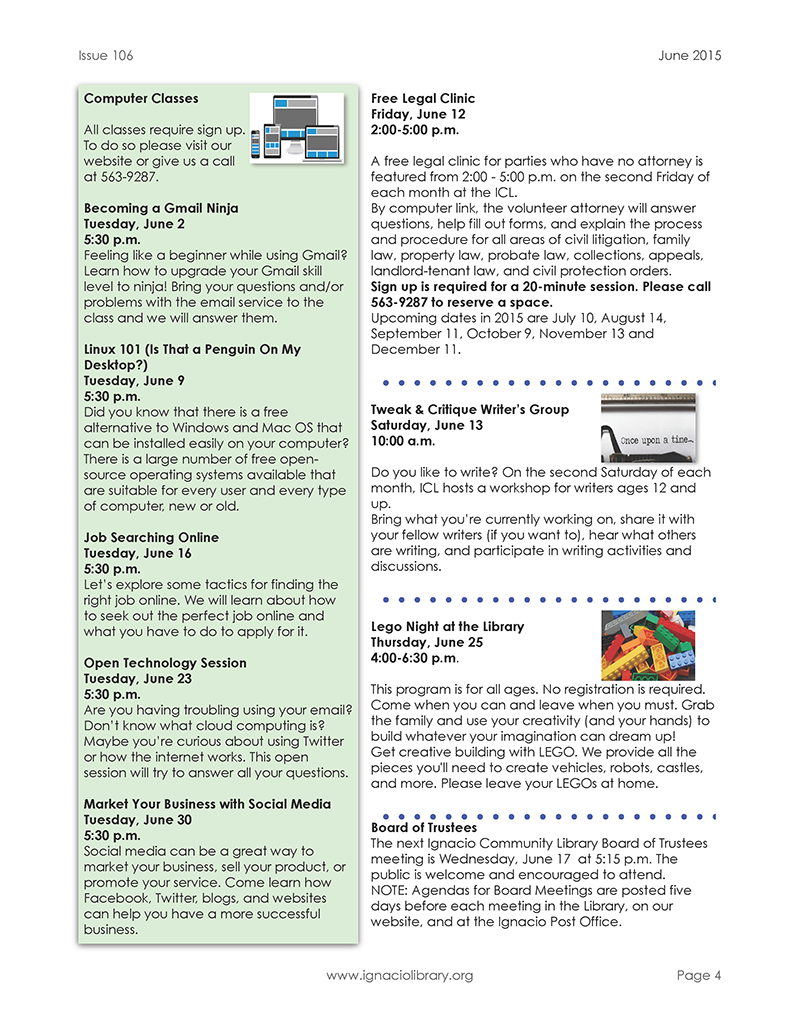 Issue 106
June 2015
Computer Classes
All classes require sign up.
To do so please visit our
website or give us a call
at 563-9287.
Becoming a Gmail Ninja
Tuesday, June 2
5:30 p.m.
Feeling like a beginner while using Gmail?
Learn how to upgrade your Gmail skill
level to ninja! Bring your questions and/or
problems with the email service to the
class and we will answer them.
Linux 101 (Is That a Penguin On My
Desktop?)
Tuesday, June 9
5:30 p.m.
Did you know that there is a free
alternative to Windows and Mac OS that
can be installed easily on your computer?
There is a large number of free open-
source operating systems available that
are suitable for every user and every type
of computer, new or old.
Job Searching Online
Tuesday, June 16
5:30 p.m.
Let's explore some tactics for finding the
right job online. We will learn about how
to seek out the perfect job online and
what you have to do to apply for it.
Open Technology Session
Tuesday, June 23
5:30 p.m.
Are you having troubling using your email?
Don't know what cloud computing is?
Maybe you're curious about using Twitter
or how the internet works. This open
session will try to answer all your questions.
Market Your Business with Social Media
Tuesday, June 30
5:30 p.m.
Social media can be a great way to
market your business, sell your product, or
promote your service. Come learn how
Facebook, Twitter, blogs, and websites
can help you have a more successful
business.
Free Legal Clinic
Friday, June 12
2:00-5:00 p.m.
A free legal clinic for parties who have no attorney is
featured from 2:00 - 5:00 p.m. on the second Friday of
each month at the ICL.
By computer link, the volunteer attorney will answer
questions, help fill out forms, and explain the process
and procedure for all areas of civil litigation, family
law, property law, probate law, collections, appeals,
landlord-tenant law, and civil protection orders.
Sign up is required for a 20-minute session. Please call
563-9287 to reserve a space.
Upcoming dates in 2015 are July 10, August 14,
September 11, October 9, November 13 and
December 11.
Tweak & Critique Writer's Group
Saturday, June 13
10:00 a.m.
Once upon a time...
Do you like to write? On the second Saturday of each
month, ICL hosts a workshop for writers ages 12 and
up.
Bring what you're currently working on, share it with
your fellow writers (if you want to), hear what others
are writing, and participate in writing activities and
discussions.
Lego Night at the Library
Thursday, June 25
4:00-6:30 p.m.
This program is for all ages. No registration is required.
Come when you can and leave when you must. Grab
the family and use your creativity (and your hands) to
build whatever your imagination can dream up!
Get creative building with LEGO. We provide all the
pieces you'll need to create vehicles, robots, castles,
and more. Please leave your LEGOs at home.
Board of Trustees
The next Ignacio Community Library Board of Trustees
meeting is Wednesday, June 17 at 5:15 p.m. The
public is welcome and encouraged to attend.
NOTE: Agendas for Board Meetings are posted five
days before each meeting in the Library, on our
website, and at the Ignacio Post Office.
www.ignaciolibrary.org
Page 4